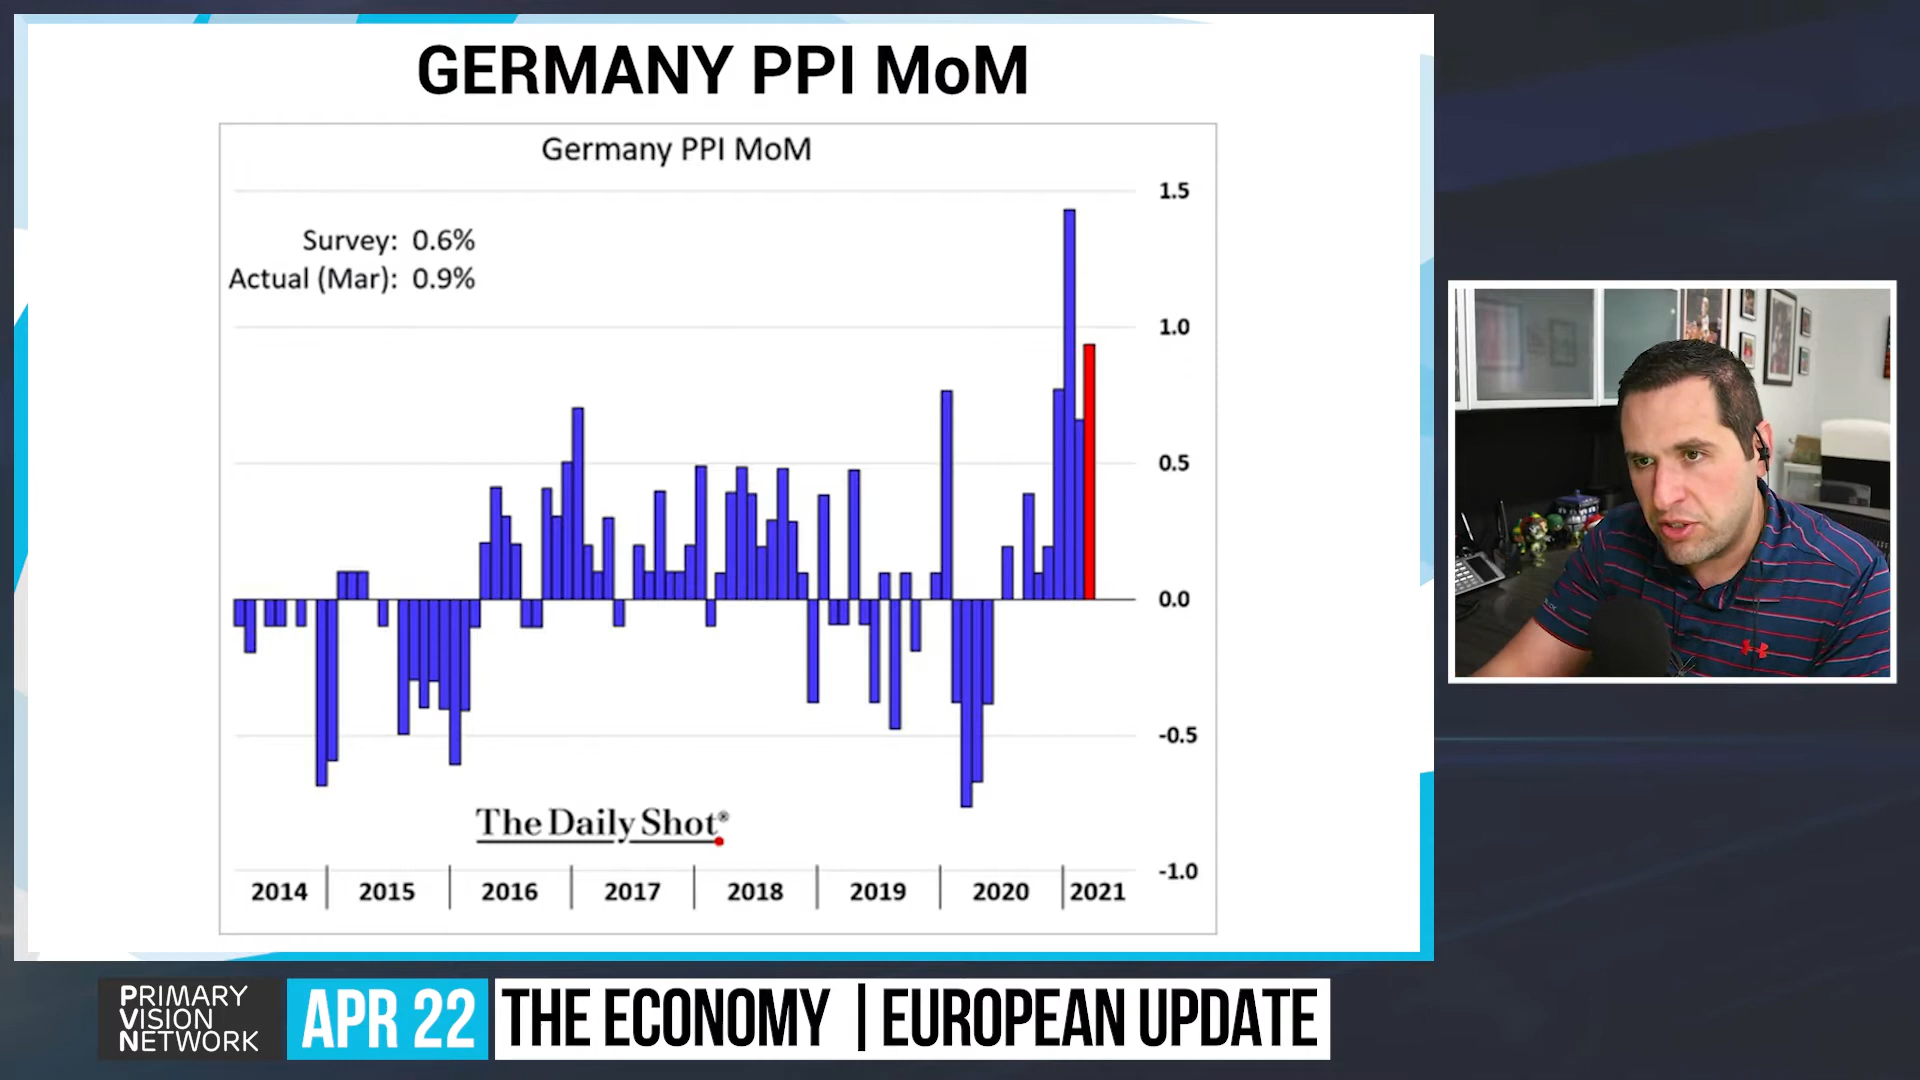 GERMANY PPI MoM
Germany PPI MoM
Survey: 0.6%
Actual (Mar): 0.9%
1.5
1.0
0.5
0.0
-0.5
-1.0
The Daily Shot®
2014 2015 2016 2017 2018 2019 2020 2021
PRIMARY
VISION
NETWORK
APR 22
THE ECONOMY | EUROPEAN UPDATE